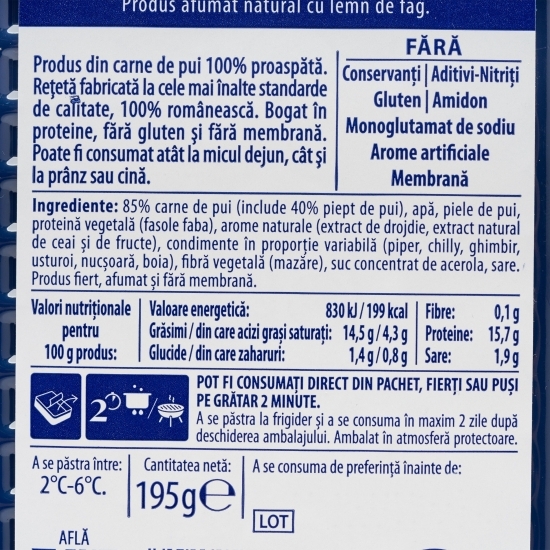 Produs afumat natural cu lemn de fag.
Produs din carne de pui 100% proaspătă.
Rețetă fabricată la cele mai înalte standarde
de calitate, 100% românească. Bogat în
proteine, fără gluten și fără membrană.
Poate fi consumat atât la micul dejun, cât și
la prânz sau cină.
FĂRĂ
Conservanți | Aditivi-Nitriți
Gluten | Amidon
Monoglutamat de sodiu
Arome artificiale
Membrană
Ingrediente: 85% carne de pui (include 40% piept de pui), apă, piele de pui,
proteină vegetală (fasole faba), arome naturale (extract de drojdie, extract natural
de ceai și de fructe), condimente în proporție variabilă (piper, chilly, ghimbir,
usturoi, nucșoară, boia), fibră vegetală (mazăre), suc concentrat de acerola, sare.
Produs fiert, afumat și fără membrană.
Valori nutriționale
pentru
100 g produs:
Valoare energetică: 830 kJ / 199 kcal
Grăsimi / din care acizi grași saturați: 14,5 g / 4,3 g
Glucide / din care zaharuri: 1,4 g / 0,8 g
Fibre: 0,1 g
Proteine: 15,7 g
Sare: 1,9 g
2
POT FI CONSUMAȚI DIRECT DIN PACHET, FIERȚI SAU PUȘI
PE GRĂTAR 2 MINUTE.
A se păstra la frigider și a se consuma în maxim 2 zile după
deschiderea ambalajului. Ambalat în atmosferă protectoare.
A se păstra între:
2°C-6°C.
Cantitatea netă:
195g℮
A se consuma de preferință înainte de:
LOT
AFLĂ